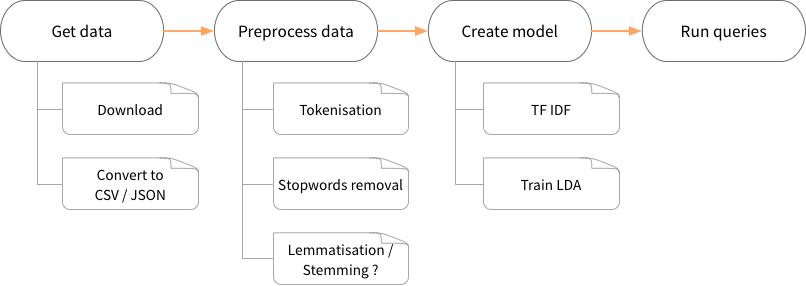 Get data
Preprocess data
Create model
Run queries
Download
Convert to
CSV / JSON
Tokenisation
Stopwords removal
Lemmatisation /
Stemming ?
TF IDF
Train LDA